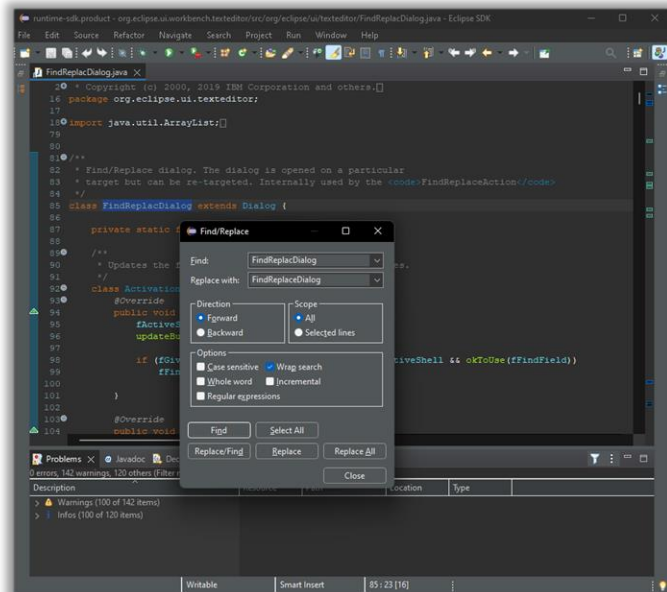 runtime-sdk.product - org.eclipse.ui.workbench.texteditor/src/org/eclipse/ui/texteditor/FindReplacDialog.java - Eclipse SDK
File Edit Source Refactor Navigate Search Project Run Window Help
FindReplacDialog.java
2 * Copyright (c) 2000, 2019 IBM Corporation and others.
16 package org.eclipse.ui.texteditor;
17
18 import java.util.ArrayList;
79
80
81 /**
82 * Find/Replace dialog. The dialog is opened on a particular
83 * target but can be re-targeted. Internally used by the <code>FindReplaceAction</code>
84 */
85 class FindReplacDialog extends Dialog {
86
87 private static f
88
89 /**
90 * Updates the f es.
91 */
92 class Activation
93 @Override
94 public void
95 fActiveS
96 updateBu
97
98 if (fGiv tiveShell && okToUse(fFindField))
99 fFin
100
101 }
102
103 @Override
104 public void
Find/Replace
Find: FindReplacDialog
Replace with: FindReplaceDialog
Direction Scope
Forward All
Backward Selected lines
Options
Case sensitive Wrap search
Whole word Incremental
Regular expressions
Find Select All
Replace/Find Replace Replace All
Close
Problems Javadoc Dec
0 errors, 142 warnings, 120 others (Filter
Description Resource Path Location Type
Warnings (100 of 142 items)
Infos (100 of 120 items)
Writable Smart Insert 85 : 23 [16]